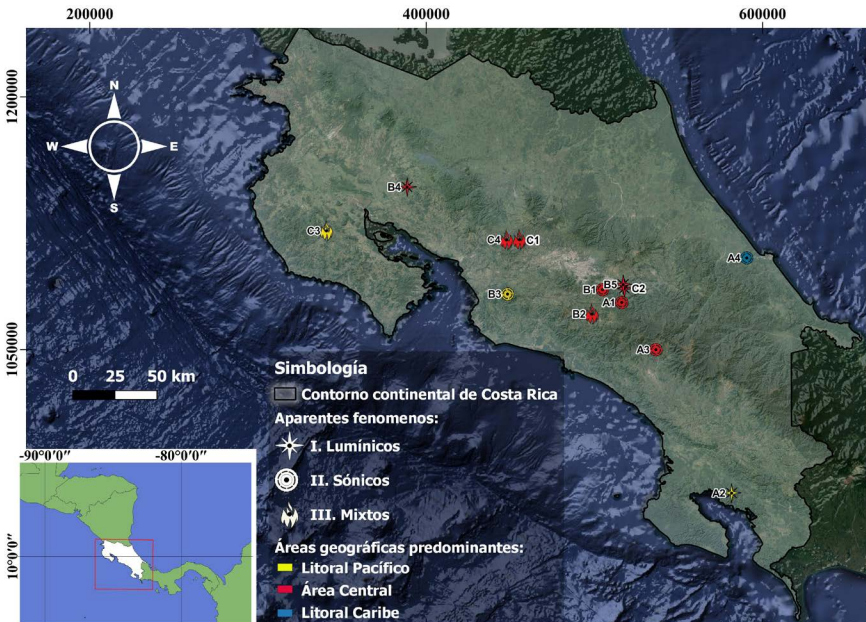 200000 400000 600000
1200000
1050000
N
W E
S
B4
C3
C4 C1
A4
B3
B1 B5 C2
A1
B2
A3
A2
0 25 50 km
Simbología
Contorno continental de Costa Rica
Aparentes fenomenos:
I. Lumínicos
II. Sónicos
III. Mixtos
Áreas geográficas predominantes:
Litoral Pacífico
Área Central
Litoral Caribe
-90°0'0" -80°0'0"
10°0'0"